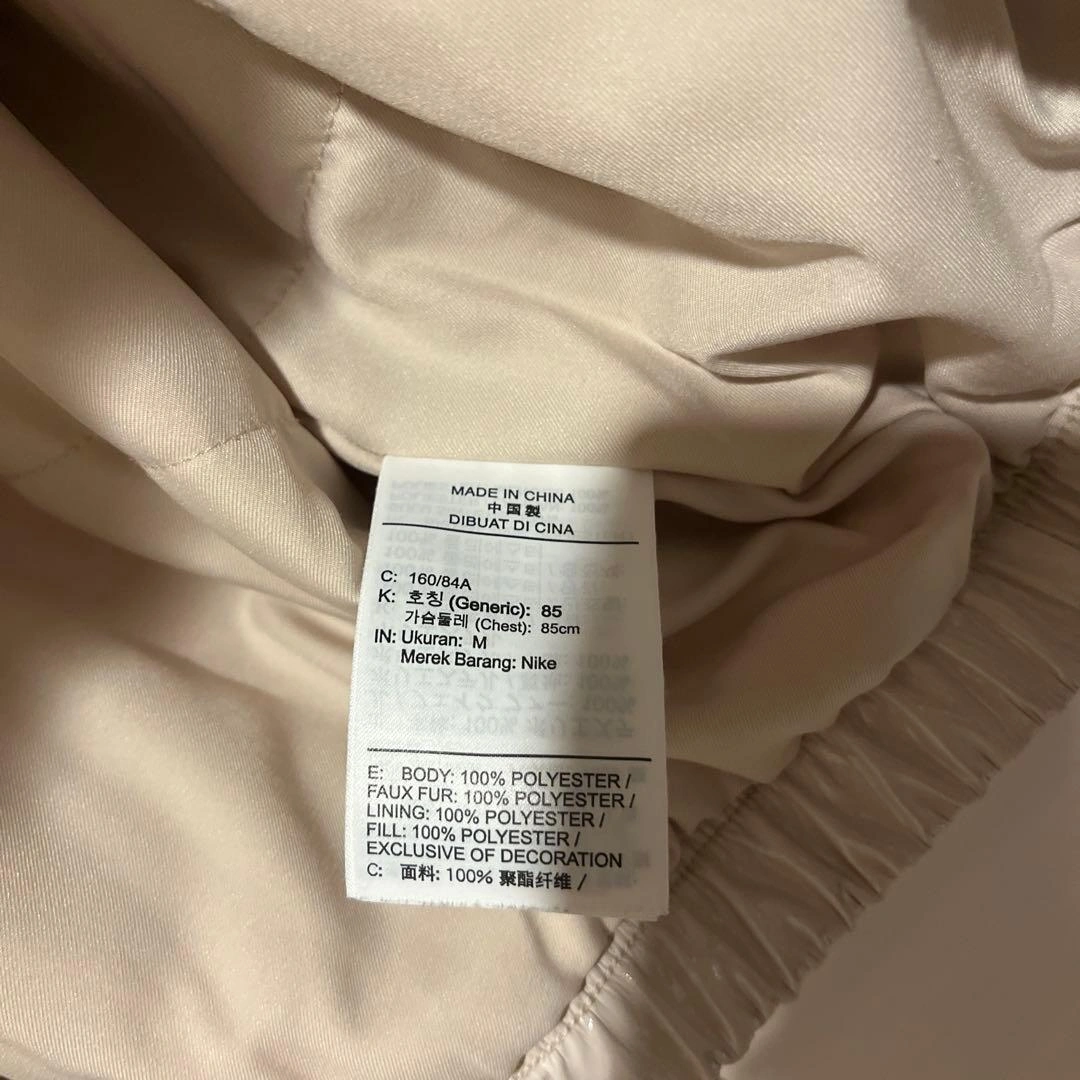 MADE IN CHINA
中国製
DIBUAT DI CINA
C: 160/84A
K: 호칭 (Generic): 85
가슴둘레 (Chest): 85cm
IN: Ukuran: M
Merek Barang: Nike
E: BODY: 100% POLYESTER /
FAUX FUR: 100% POLYESTER /
LINING: 100% POLYESTER /
FILL: 100% POLYESTER /
EXCLUSIVE OF DECORATION
C: 面料: 100% 聚酯纤维 /